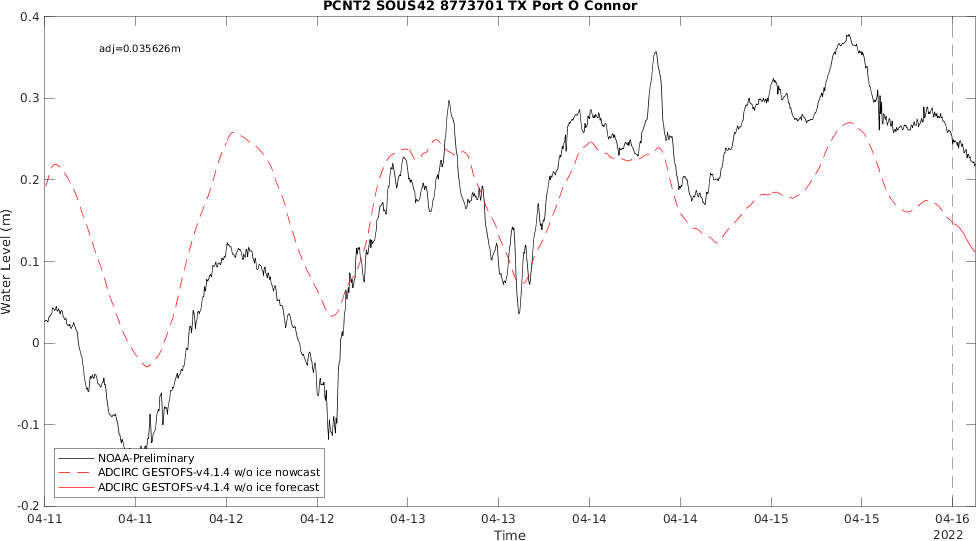 PCNT2 SOUS42 8773701 TX Port O Connor
adj=0.035626m
0.4
0.3
0.2
0.1
0
-0.1
-0.2
Water Level (m)
NOAA-Preliminary
ADCIRC GESTOFS-v4.1.4 w/o ice nowcast
ADCIRC GESTOFS-v4.1.4 w/o ice forecast
04-11 04-11 04-12 04-12 04-13 04-13 04-14 04-14 04-15 04-15 04-16
Time
2022